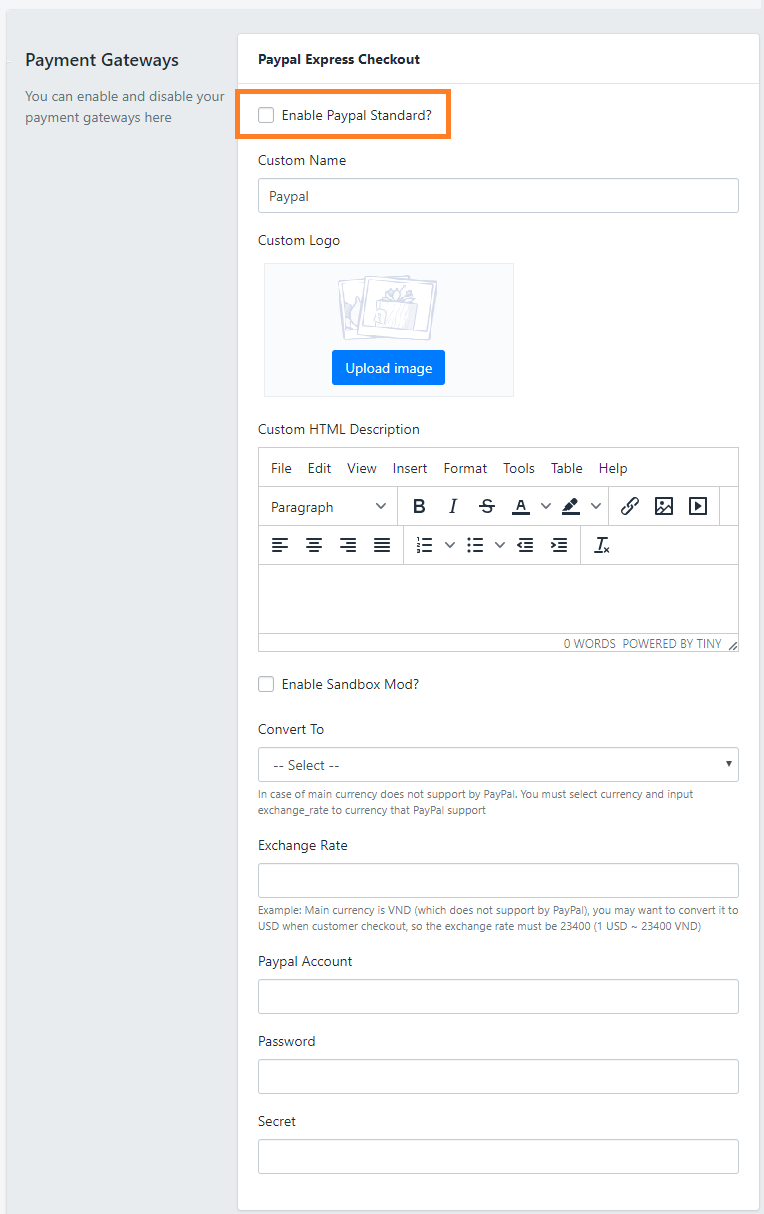 Payment Gateways
You can enable and disable your
payment gateways here
Paypal Express Checkout
Enable Paypal Standard?
Custom Name
Paypal
Custom Logo
Upload image
Custom HTML Description
File Edit View Insert Format Tools Table Help
Paragraph
0 WORDS POWERED BY TINY
Enable Sandbox Mod?
Convert To
-- Select --
In case of main currency does not support by PayPal. You must select currency and input
exchange_rate to currency that PayPal support
Exchange Rate
Example: Main currency is VND (which does not support by PayPal), you may want to convert it to
USD when customer checkout, so the exchange rate must be 23400 (1 USD ~ 23400 VND)
Paypal Account
Password
Secret